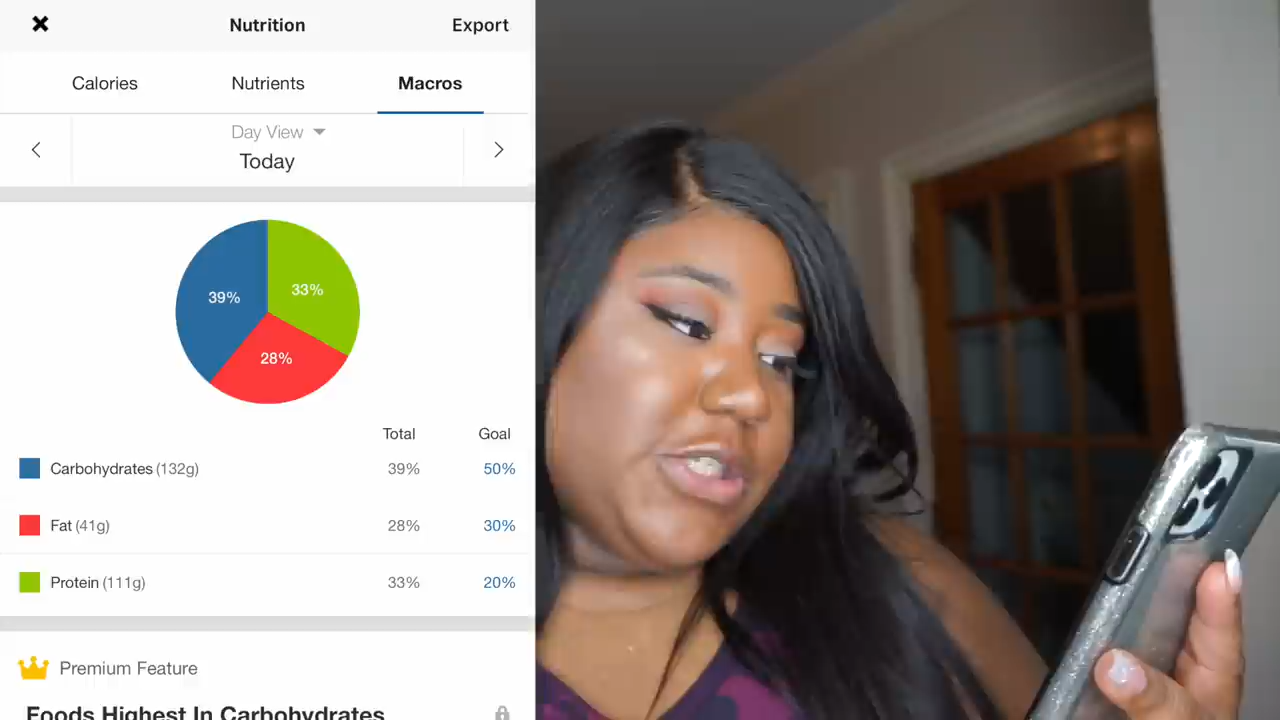 Nutrition
Export
Calories
Nutrients
Macros
Day View
Today
39%
33%
28%
Total
Goal
Carbohydrates (132g)
39%
50%
Fat (41g)
28%
30%
Protein (111g)
33%
20%
Premium Feature
Foods Highest In Carbohydrates